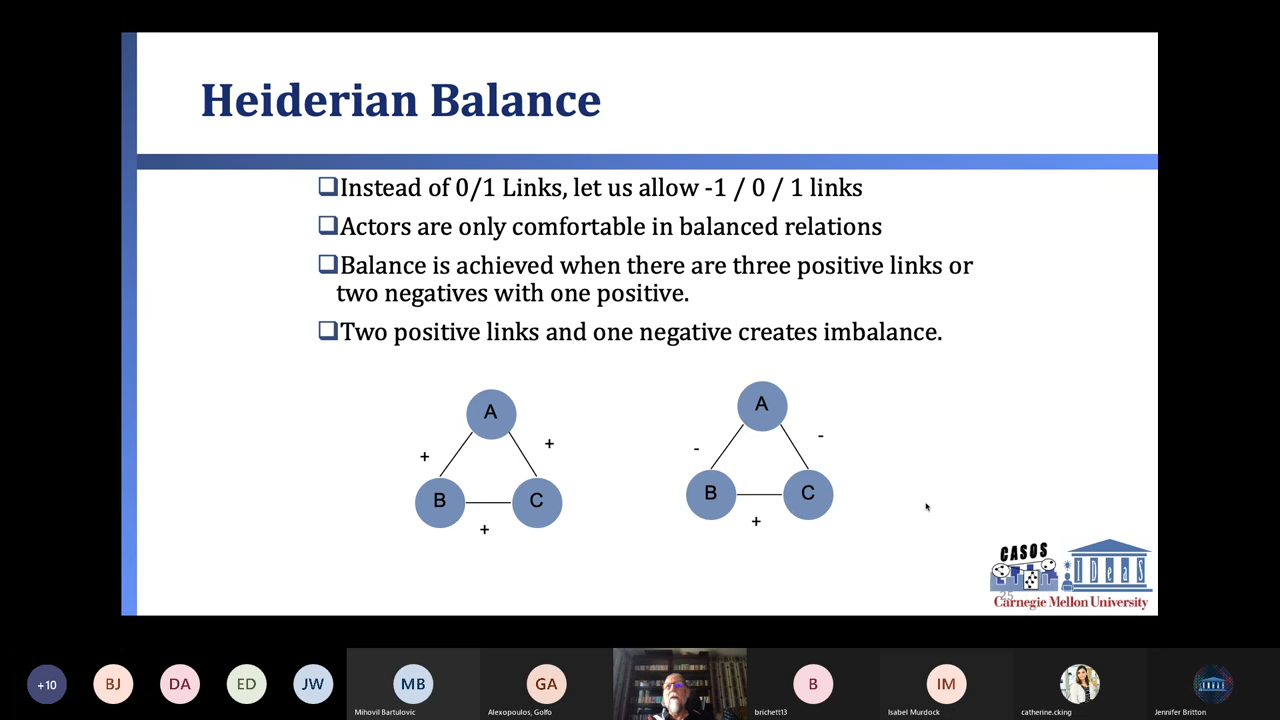 Heiderian Balance
Instead of 0/1 Links, let us allow -1 / 0 / 1 links
Actors are only comfortable in balanced relations
Balance is achieved when there are three positive links or
two negatives with one positive.
Two positive links and one negative creates imbalance.
A
+
+
B
C
+
A
-
-
B
C
+
CASOS
IDeaS
25
Carnegie Mellon University
+10
BJ
DA
ED
JW
MB
GA
B
IM
Mihovil Bartulovic
Alexopoulos, Golfo
brichett13
Isabel Murdock
catherine.cking
Jennifer Britton